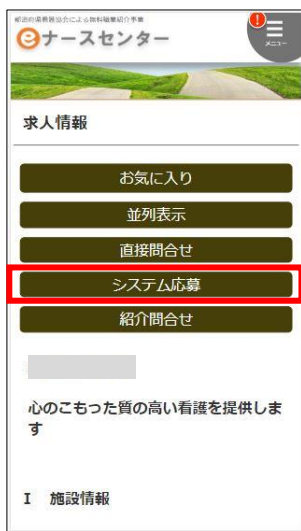 都道府県看護協会による無料職業紹介事業
eナースセンター
!
メニュー
求人情報
お気に入り
並列表示
直接問合せ
システム応募
紹介問合せ
心のこもった質の高い看護を提供しま
す
I 施設情報